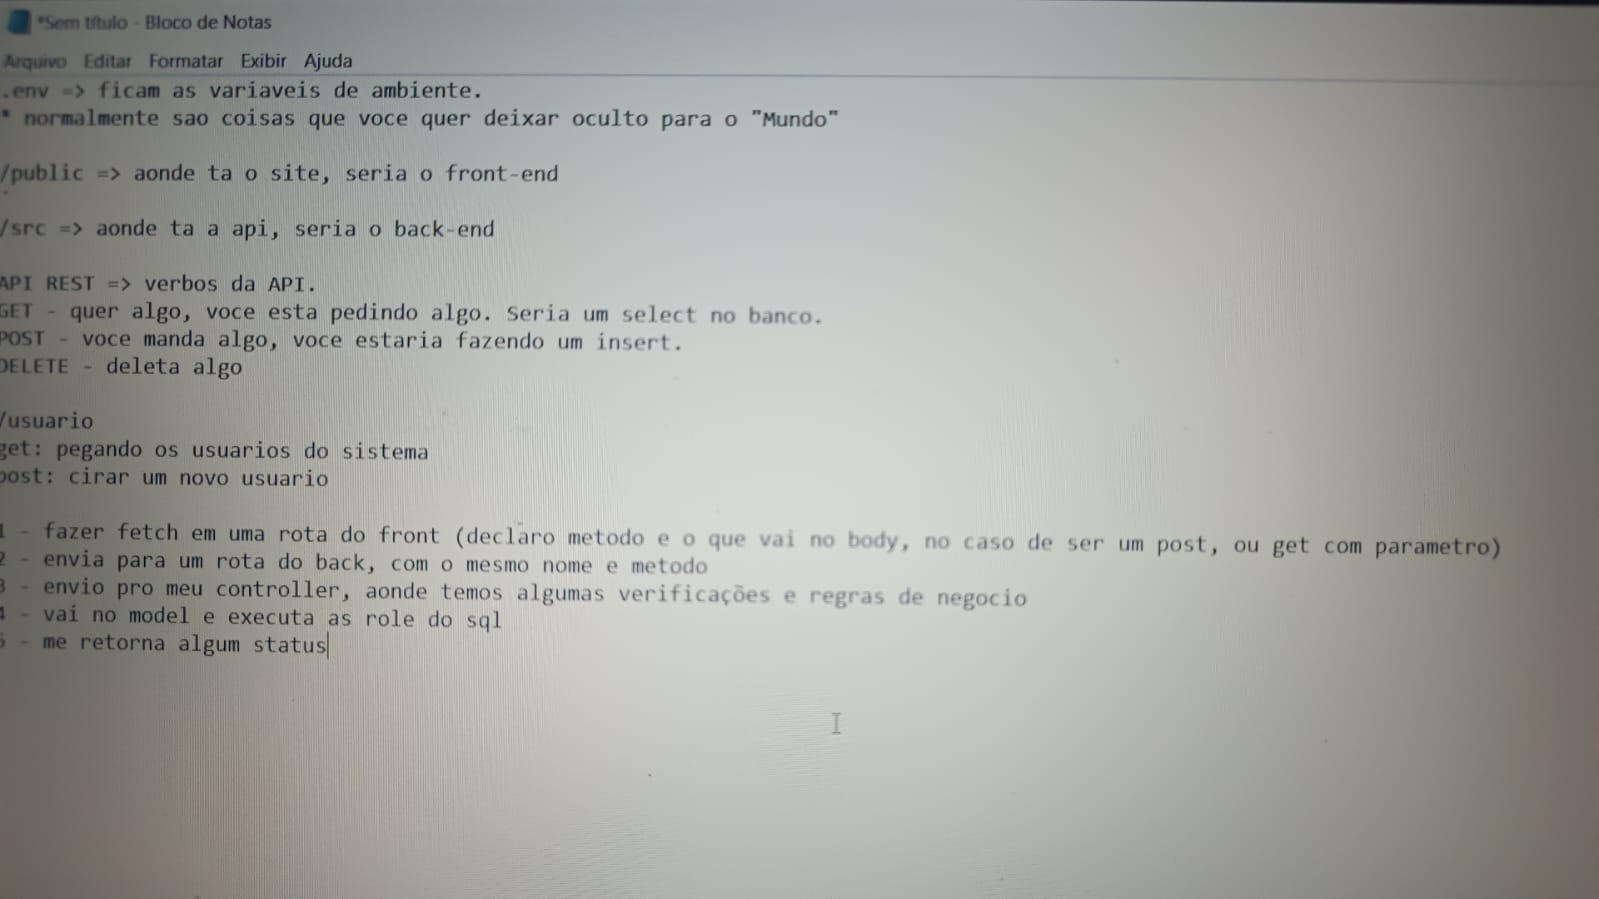 *Sem título - Bloco de Notas
Arquivo Editar Formatar Exibir Ajuda
.env => ficam as variaveis de ambiente.
* normalmente sao coisas que voce quer deixar oculto para o "Mundo"
/public => aonde ta o site, seria o front-end
/src => aonde ta a api, seria o back-end
API REST => verbos da API.
GET - quer algo, voce esta pedindo algo. Seria um select no banco.
POST - voce manda algo, voce estaria fazendo um insert.
DELETE - deleta algo
/usuario
get: pegando os usuarios do sistema
post: cirar um novo usuario
1 - fazer fetch em uma rota do front (declaro metodo e o que vai no body, no caso de ser um post, ou get com parametro)
2 - envia para um rota do back, com o mesmo nome e metodo
3 - envio pro meu controller, aonde temos algumas verificações e regras de negocio
4 - vai no model e executa as role do sql
5 - me retorna algum status